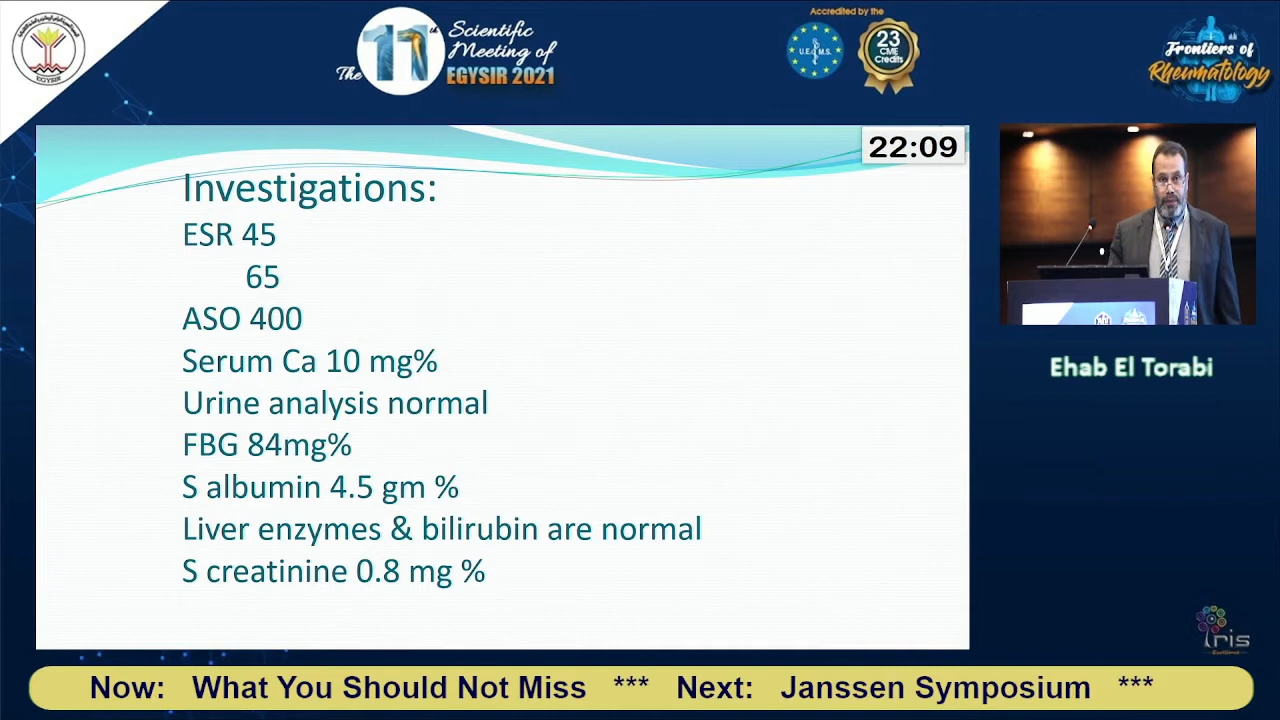 EGYSIR
The 11th
Scientific
Meeting of
EGYSIR 2021
Accredited by the
U.E.M.S.
23
CME
Credits
Frontiers of
Rheumatology
22:09
Investigations:
ESR 45
65
ASO 400
Serum Ca 10 mg%
Urine analysis normal
FBG 84mg%
S albumin 4.5 gm %
Liver enzymes & bilirubin are normal
S creatinine 0.8 mg %
Ehab El Torabi
Iris
Now: What You Should Not Miss *** Next: Janssen Symposium ***